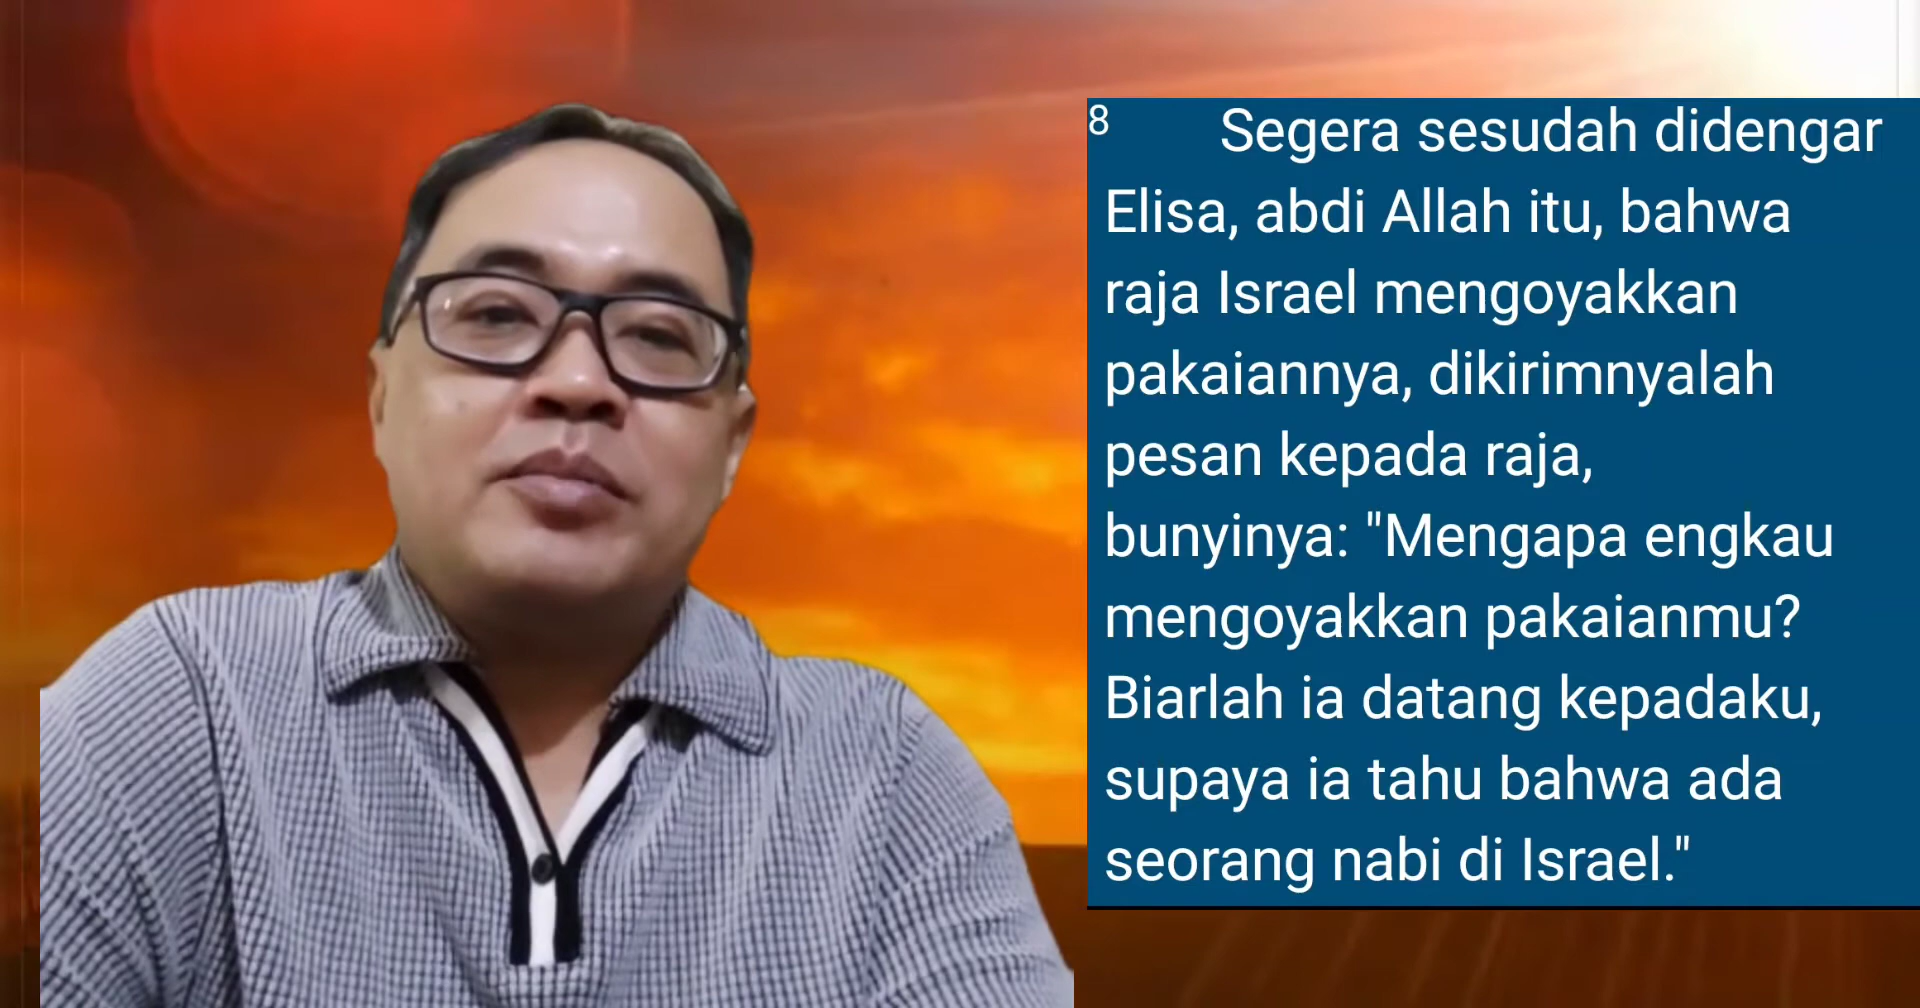 8 Segera sesudah didengar
Elisa, abdi Allah itu, bahwa
raja Israel mengoyakkan
pakaiannya, dikirimnyalah
pesan kepada raja,
bunyinya: "Mengapa engkau
mengoyakkan pakaianmu?
Biarlah ia datang kepadaku,
supaya ia tahu bahwa ada
seorang nabi di Israel."